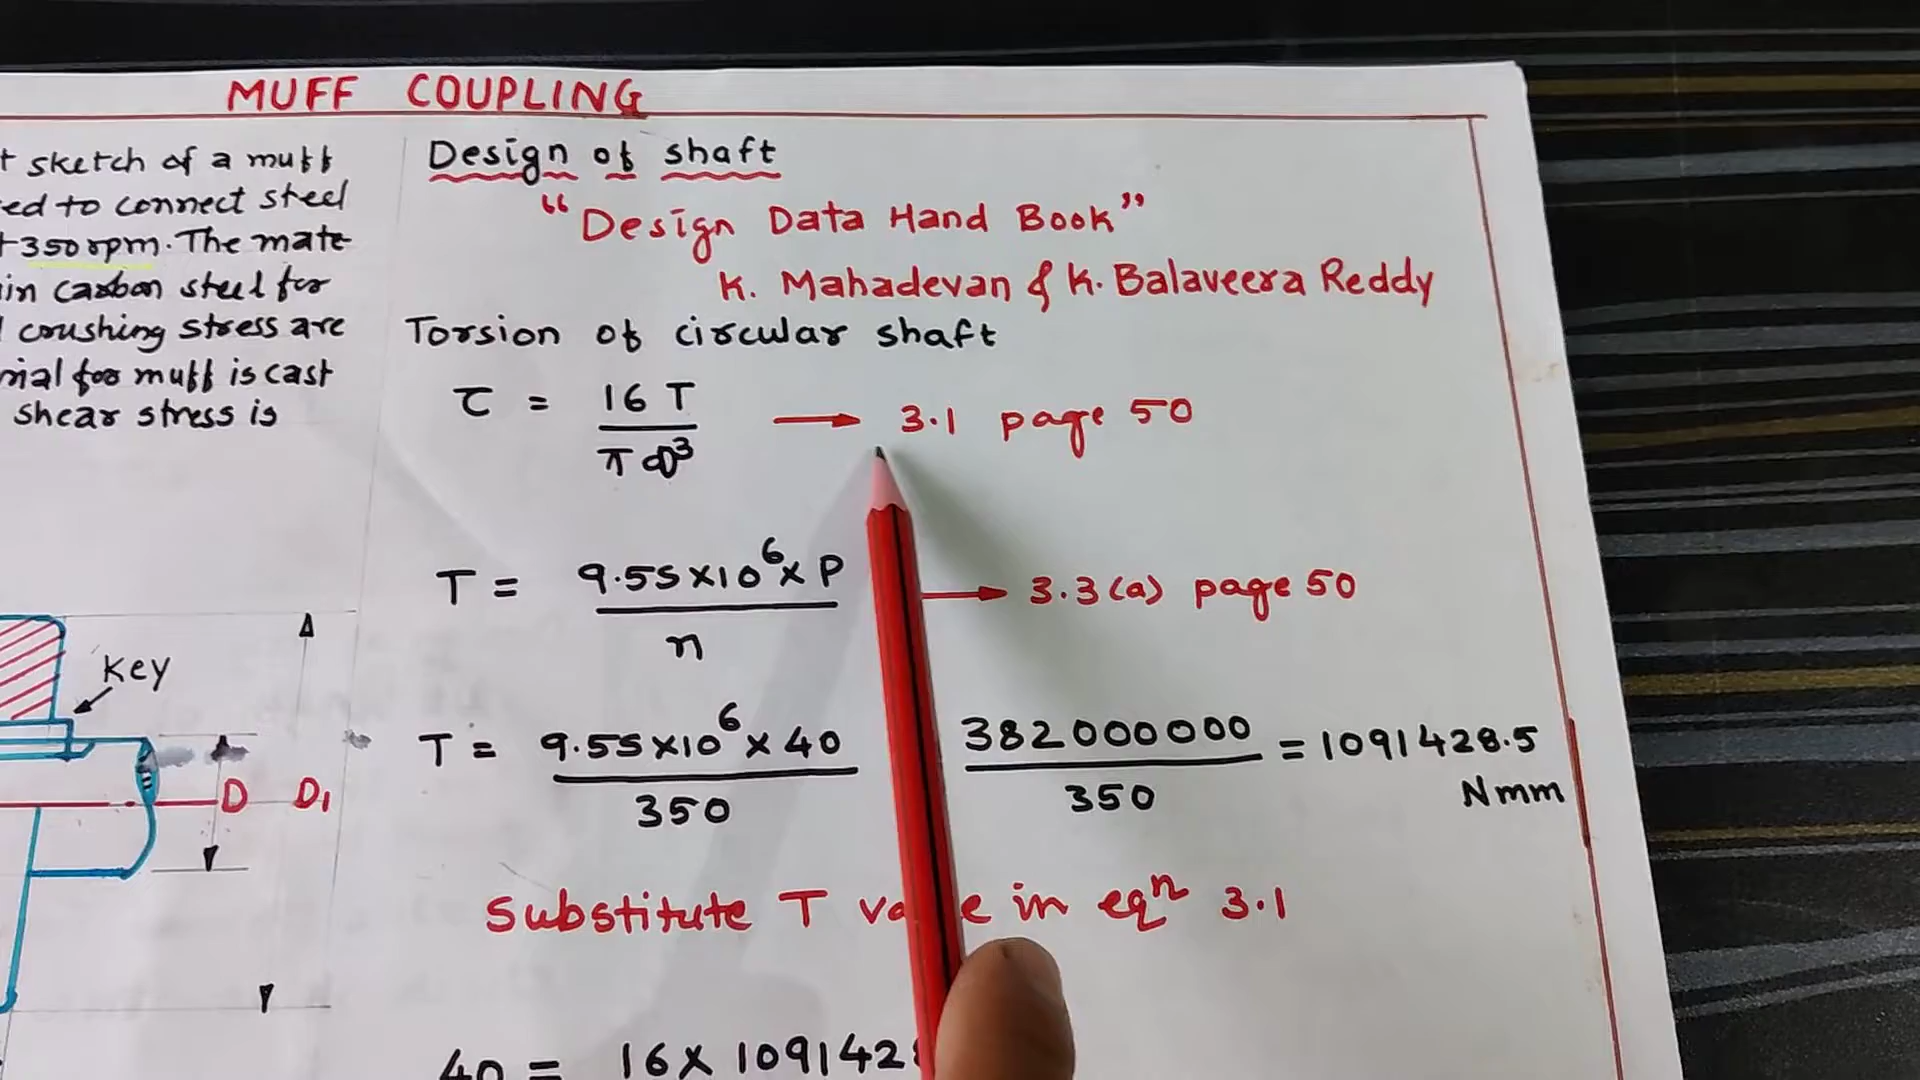 MUFF COUPLING
sketch of a muff
ed to connect steel
350 rpm. The mate
in carbon steel for
crushing stress are
rial for muff is cast
shear stress is
Key
D D₁
Design of shaft
"Design Data Hand Book"
K. Mahadevan & K. Balaveera Reddy
Torsion of circular shaft
τ = 16 T / π D³ → 3.1 page 50
T = 9.55 × 10⁶ × P / n → 3.3 (a) page 50
T = 9.55 × 10⁶ × 40 / 350 382000000 / 350 = 1091428.5
Nmm
Substitute T in eqⁿ 3.1
40 = 16 × 109142